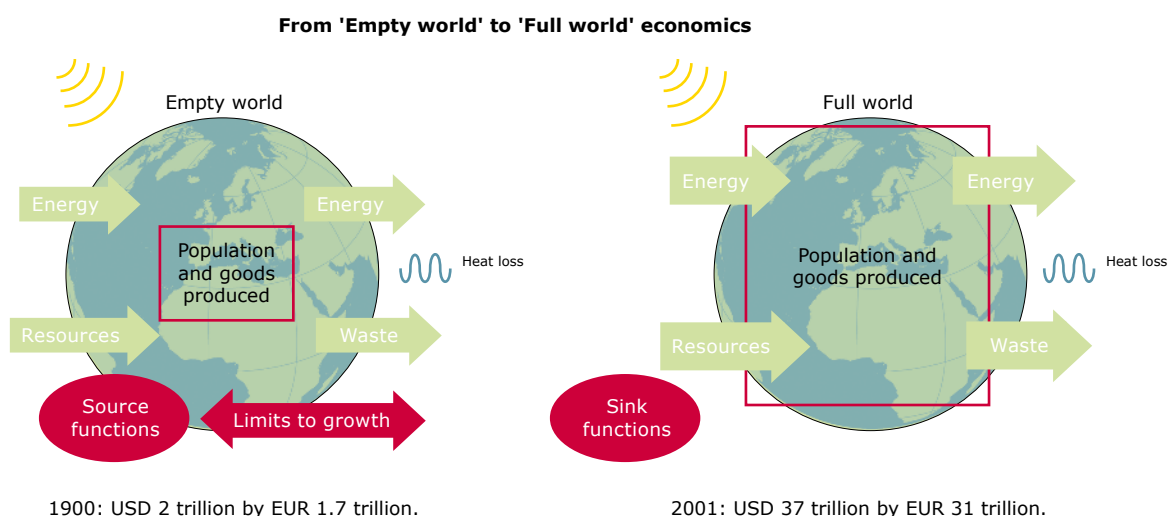 From 'Empty world' to 'Full world' economics
Empty world
Energy
Energy
Population
and goods
produced
Heat loss
Resources
Waste
Source
functions
Limits to growth
1900: USD 2 trillion by EUR 1.7 trillion.
Full world
Energy
Energy
Population and
goods produced
Heat loss
Resources
Waste
Sink
functions
2001: USD 37 trillion by EUR 31 trillion.